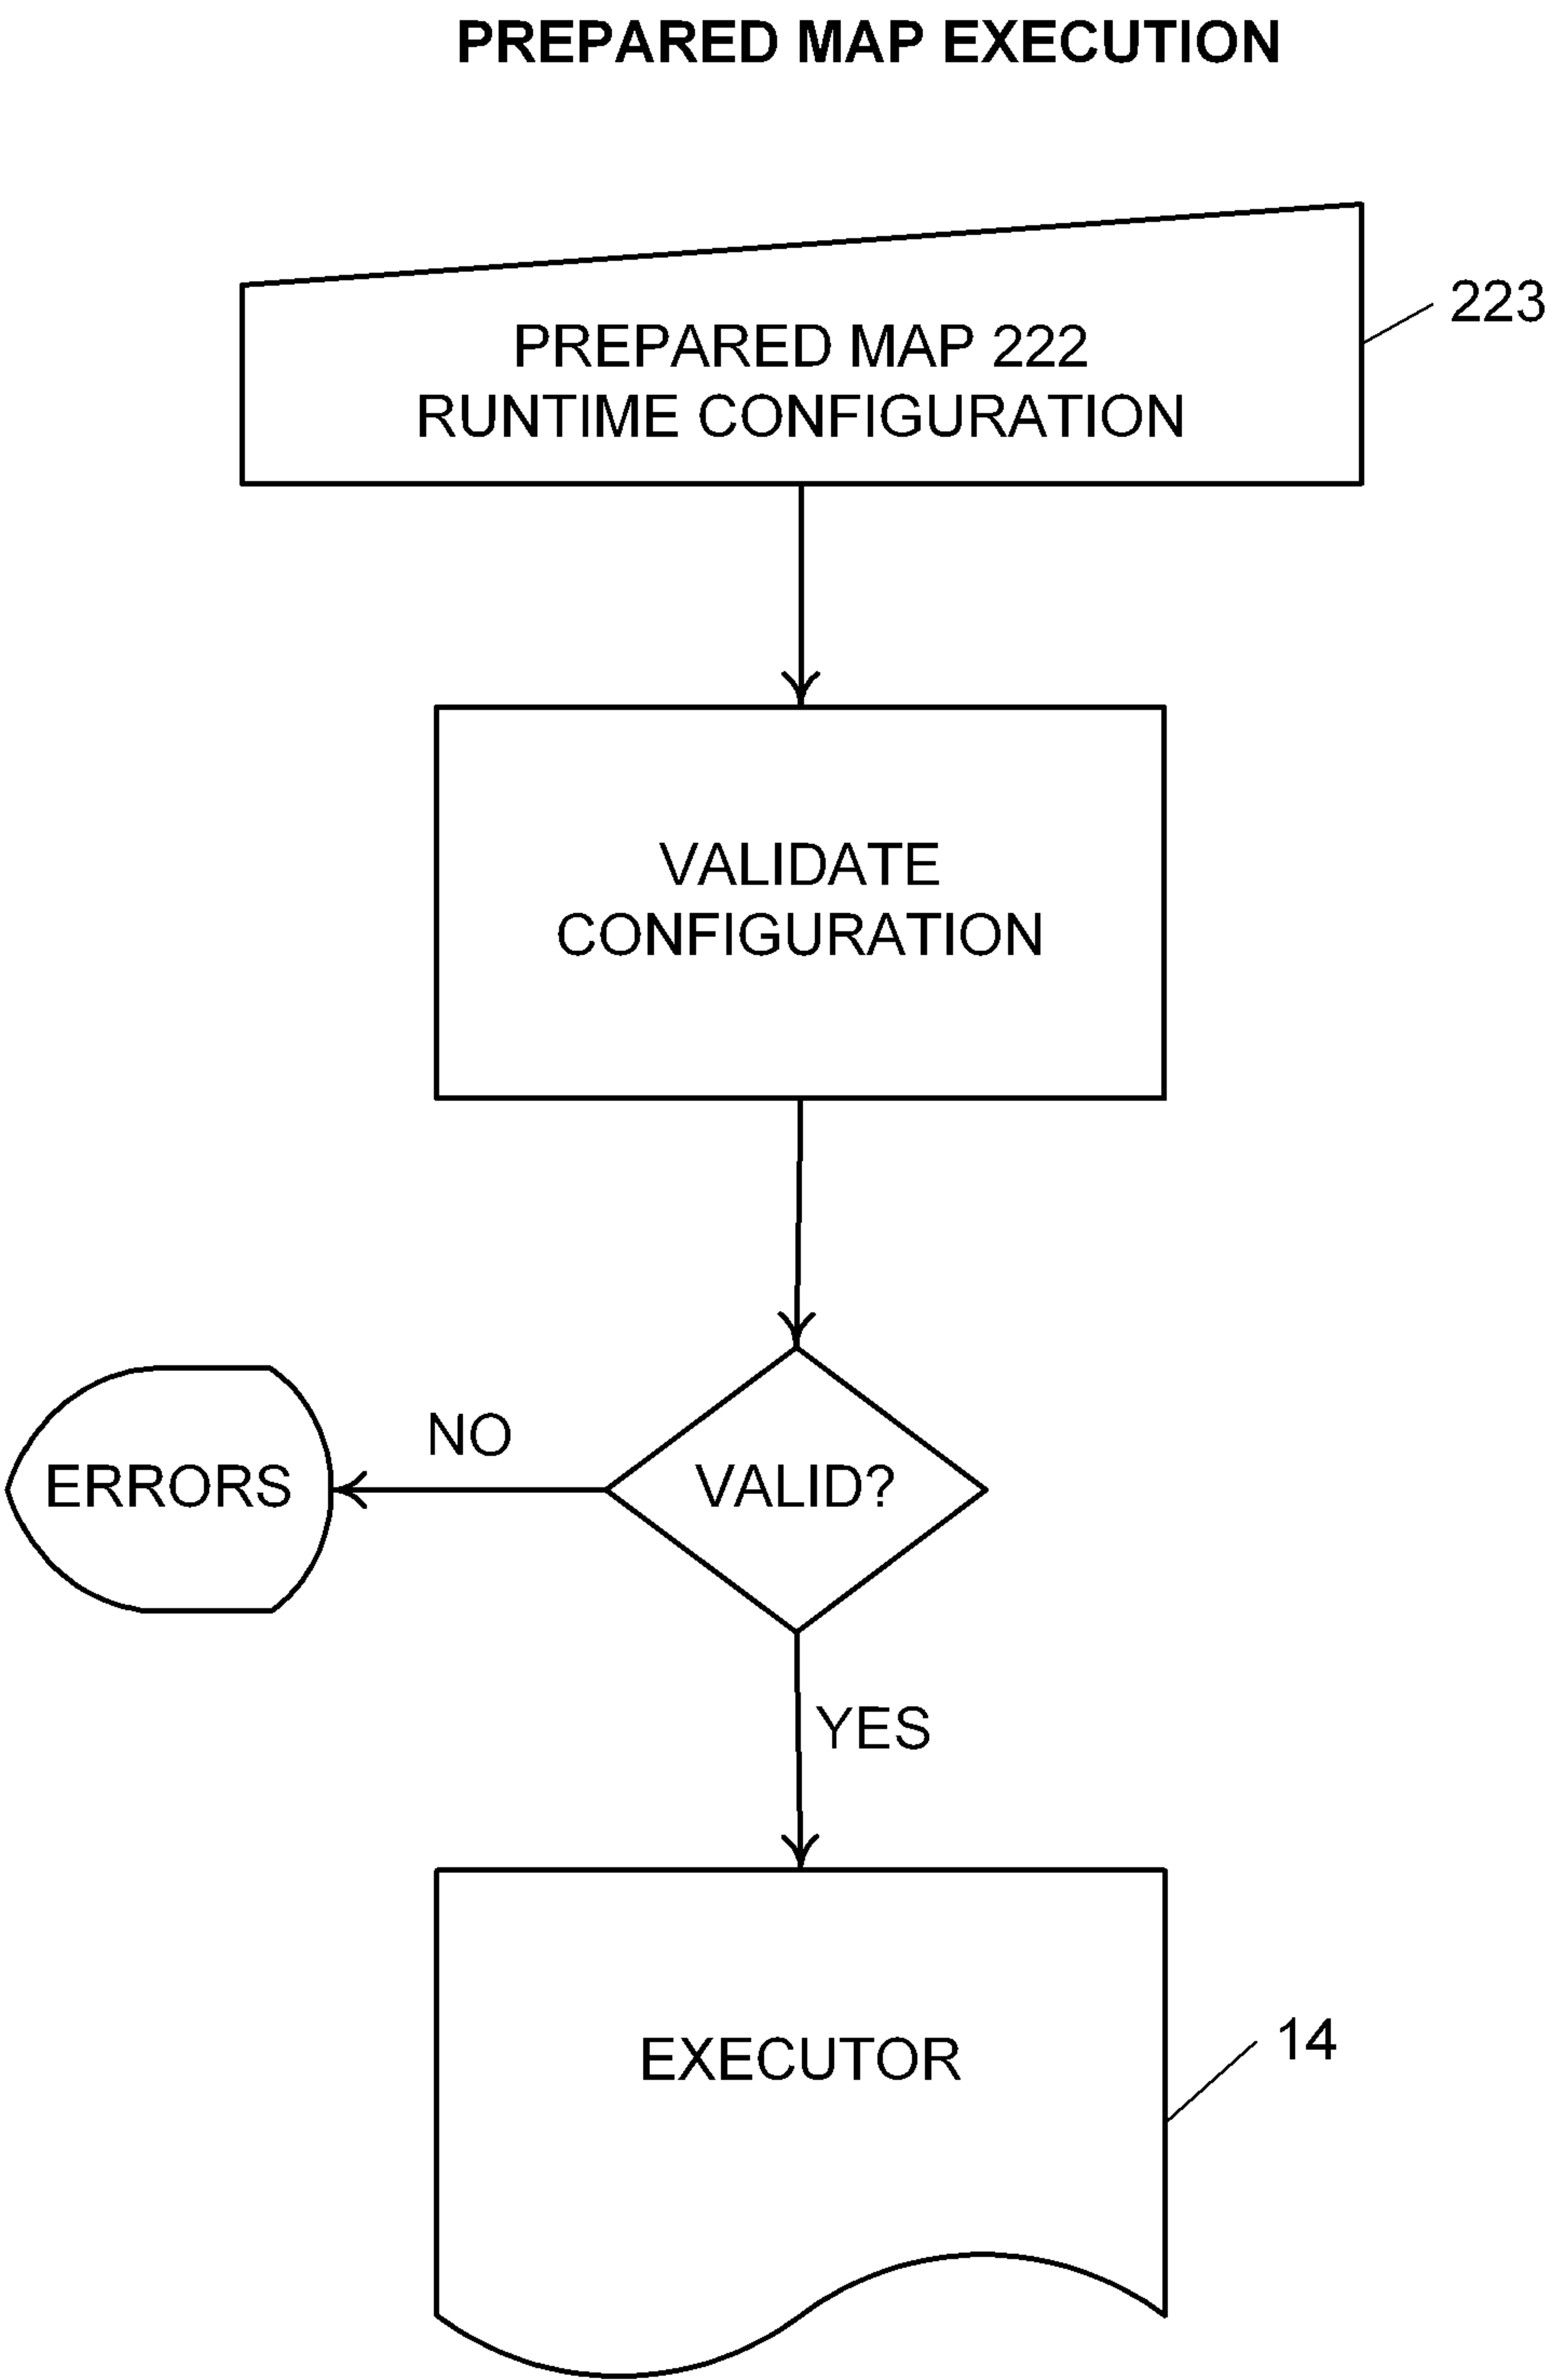 PREPARED MAP EXECUTION
223
PREPARED MAP 222
RUNTIME CONFIGURATION
VALIDATE
CONFIGURATION
NO
ERRORS
VALID?
YES
EXECUTOR
14